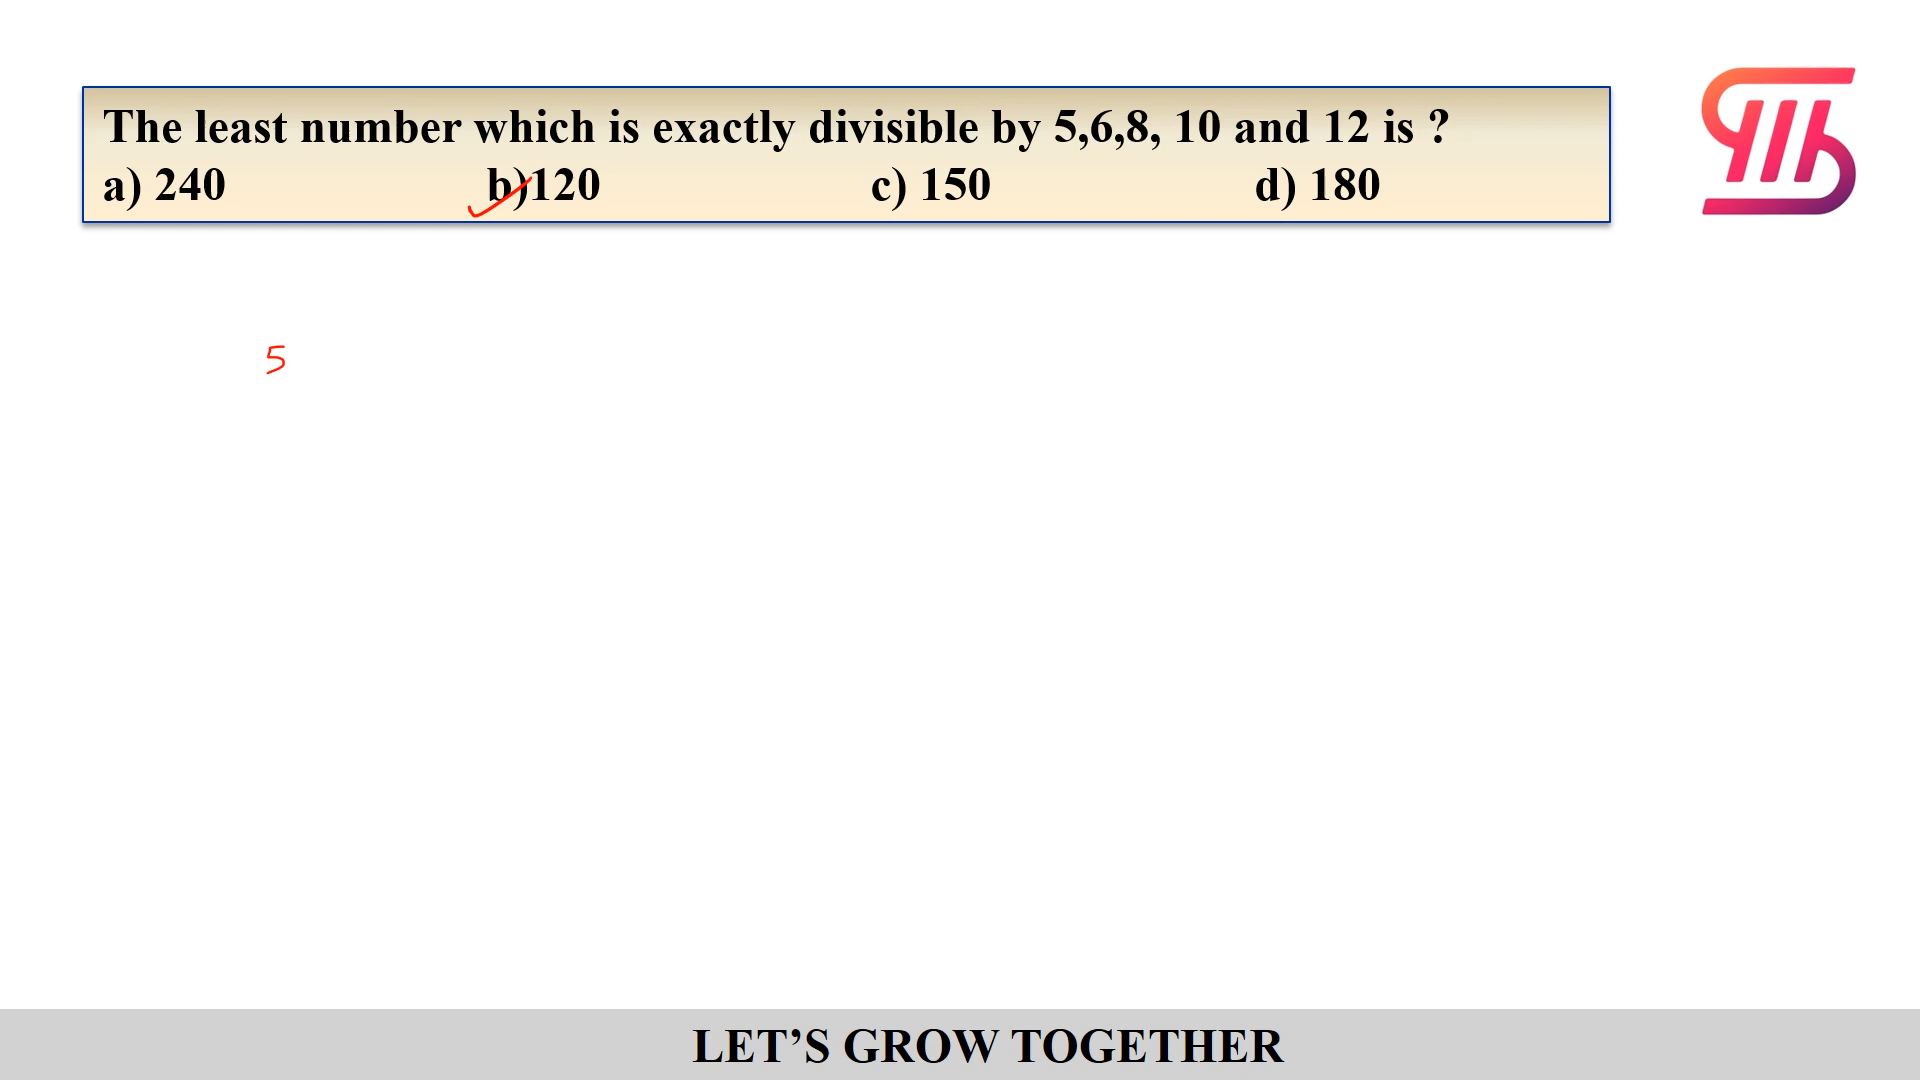 The least number which is exactly divisible by 5,6,8, 10 and 12 is ?
a) 240 b)120 c) 150 d) 180
5
LET’S GROW TOGETHER